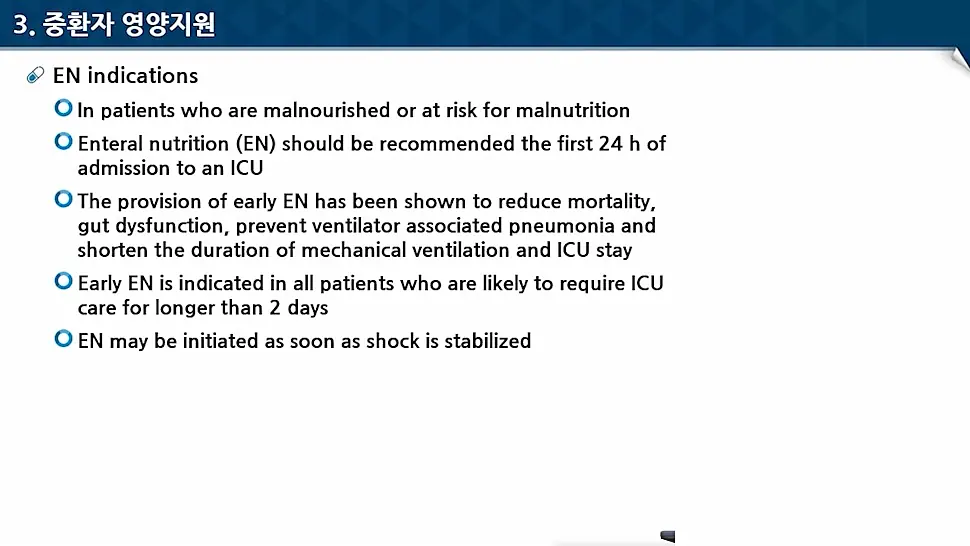 3. 중환자 영양지원
EN indications
In patients who are malnourished or at risk for malnutrition
Enteral nutrition (EN) should be recommended the first 24 h of
admission to an ICU
The provision of early EN has been shown to reduce mortality,
gut dysfunction, prevent ventilator associated pneumonia and
shorten the duration of mechanical ventilation and ICU stay
Early EN is indicated in all patients who are likely to require ICU
care for longer than 2 days
EN may be initiated as soon as shock is stabilized